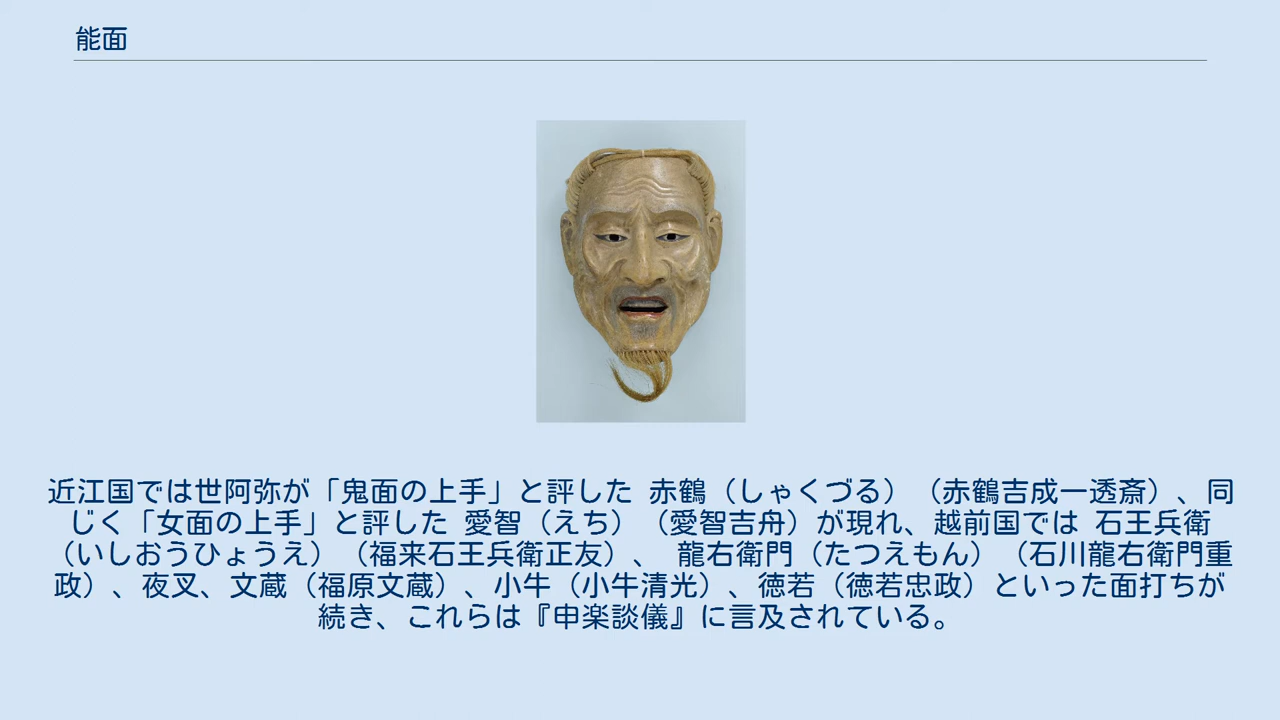 能面
近江国では世阿弥が「鬼面の上手」と評した 赤鶴（しゃくづる）（赤鶴吉成一透斎）、同
じく「女面の上手」と評した 愛智（えち）（愛智吉舟）が現れ、越前国では 石王兵衛
（いしおうひょうえ）（福来石王兵衛正友）、 龍右衛門（たつえもん）（石川龍右衛門重
政）、夜叉、文蔵（福原文蔵）、小牛（小牛清光）、徳若（徳若忠政）といった面打ちが
続き、これらは『申楽談儀』に言及されている。